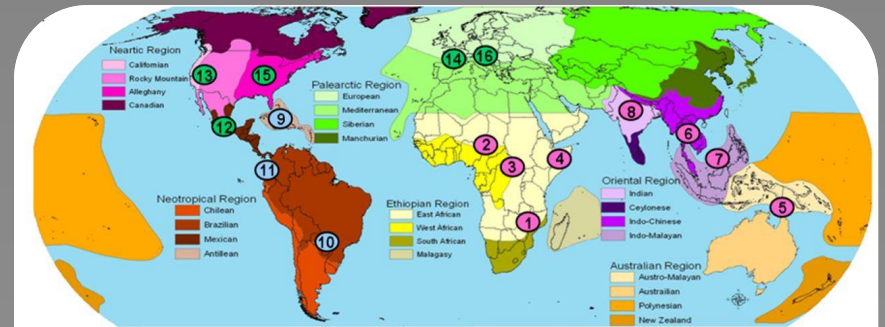 Neartic Region
Californian
Rocky Mountain
Alleghany
Canadian
Palearctic Region
European
Mediterranean
Siberian
Manchurian
Neotropical Region
Chilean
Brazilian
Mexican
Antillean
Ethiopian Region
East African
West African
South African
Malagasy
Oriental Region
Indian
Ceylonese
Indo-Chinese
Indo-Malayan
Australian Region
Austro-Malayan
Austrailian
Polynesian
New Zealand
13
15
14
16
12
9
11
10
2
3
4
1
8
6
7
5